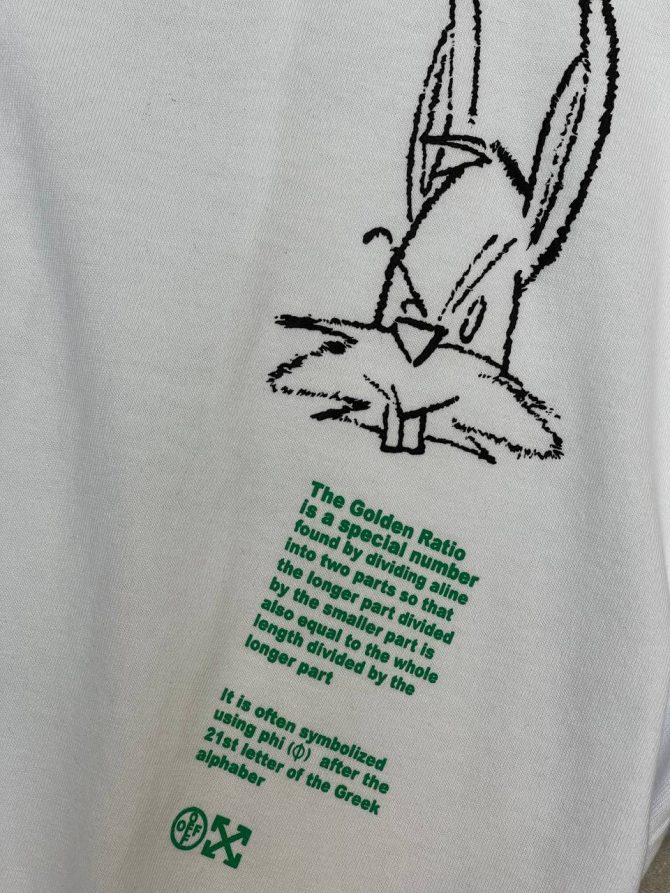 The Golden Ratio
is a special number
found by dividing aline
into two parts so that
the longer part divided
by the smaller part is
also equal to the whole
length divided by the
longer part
It is often symbolized
using phi (ϕ) after the
21st letter of the Greek
alphaber
OFF
OFF